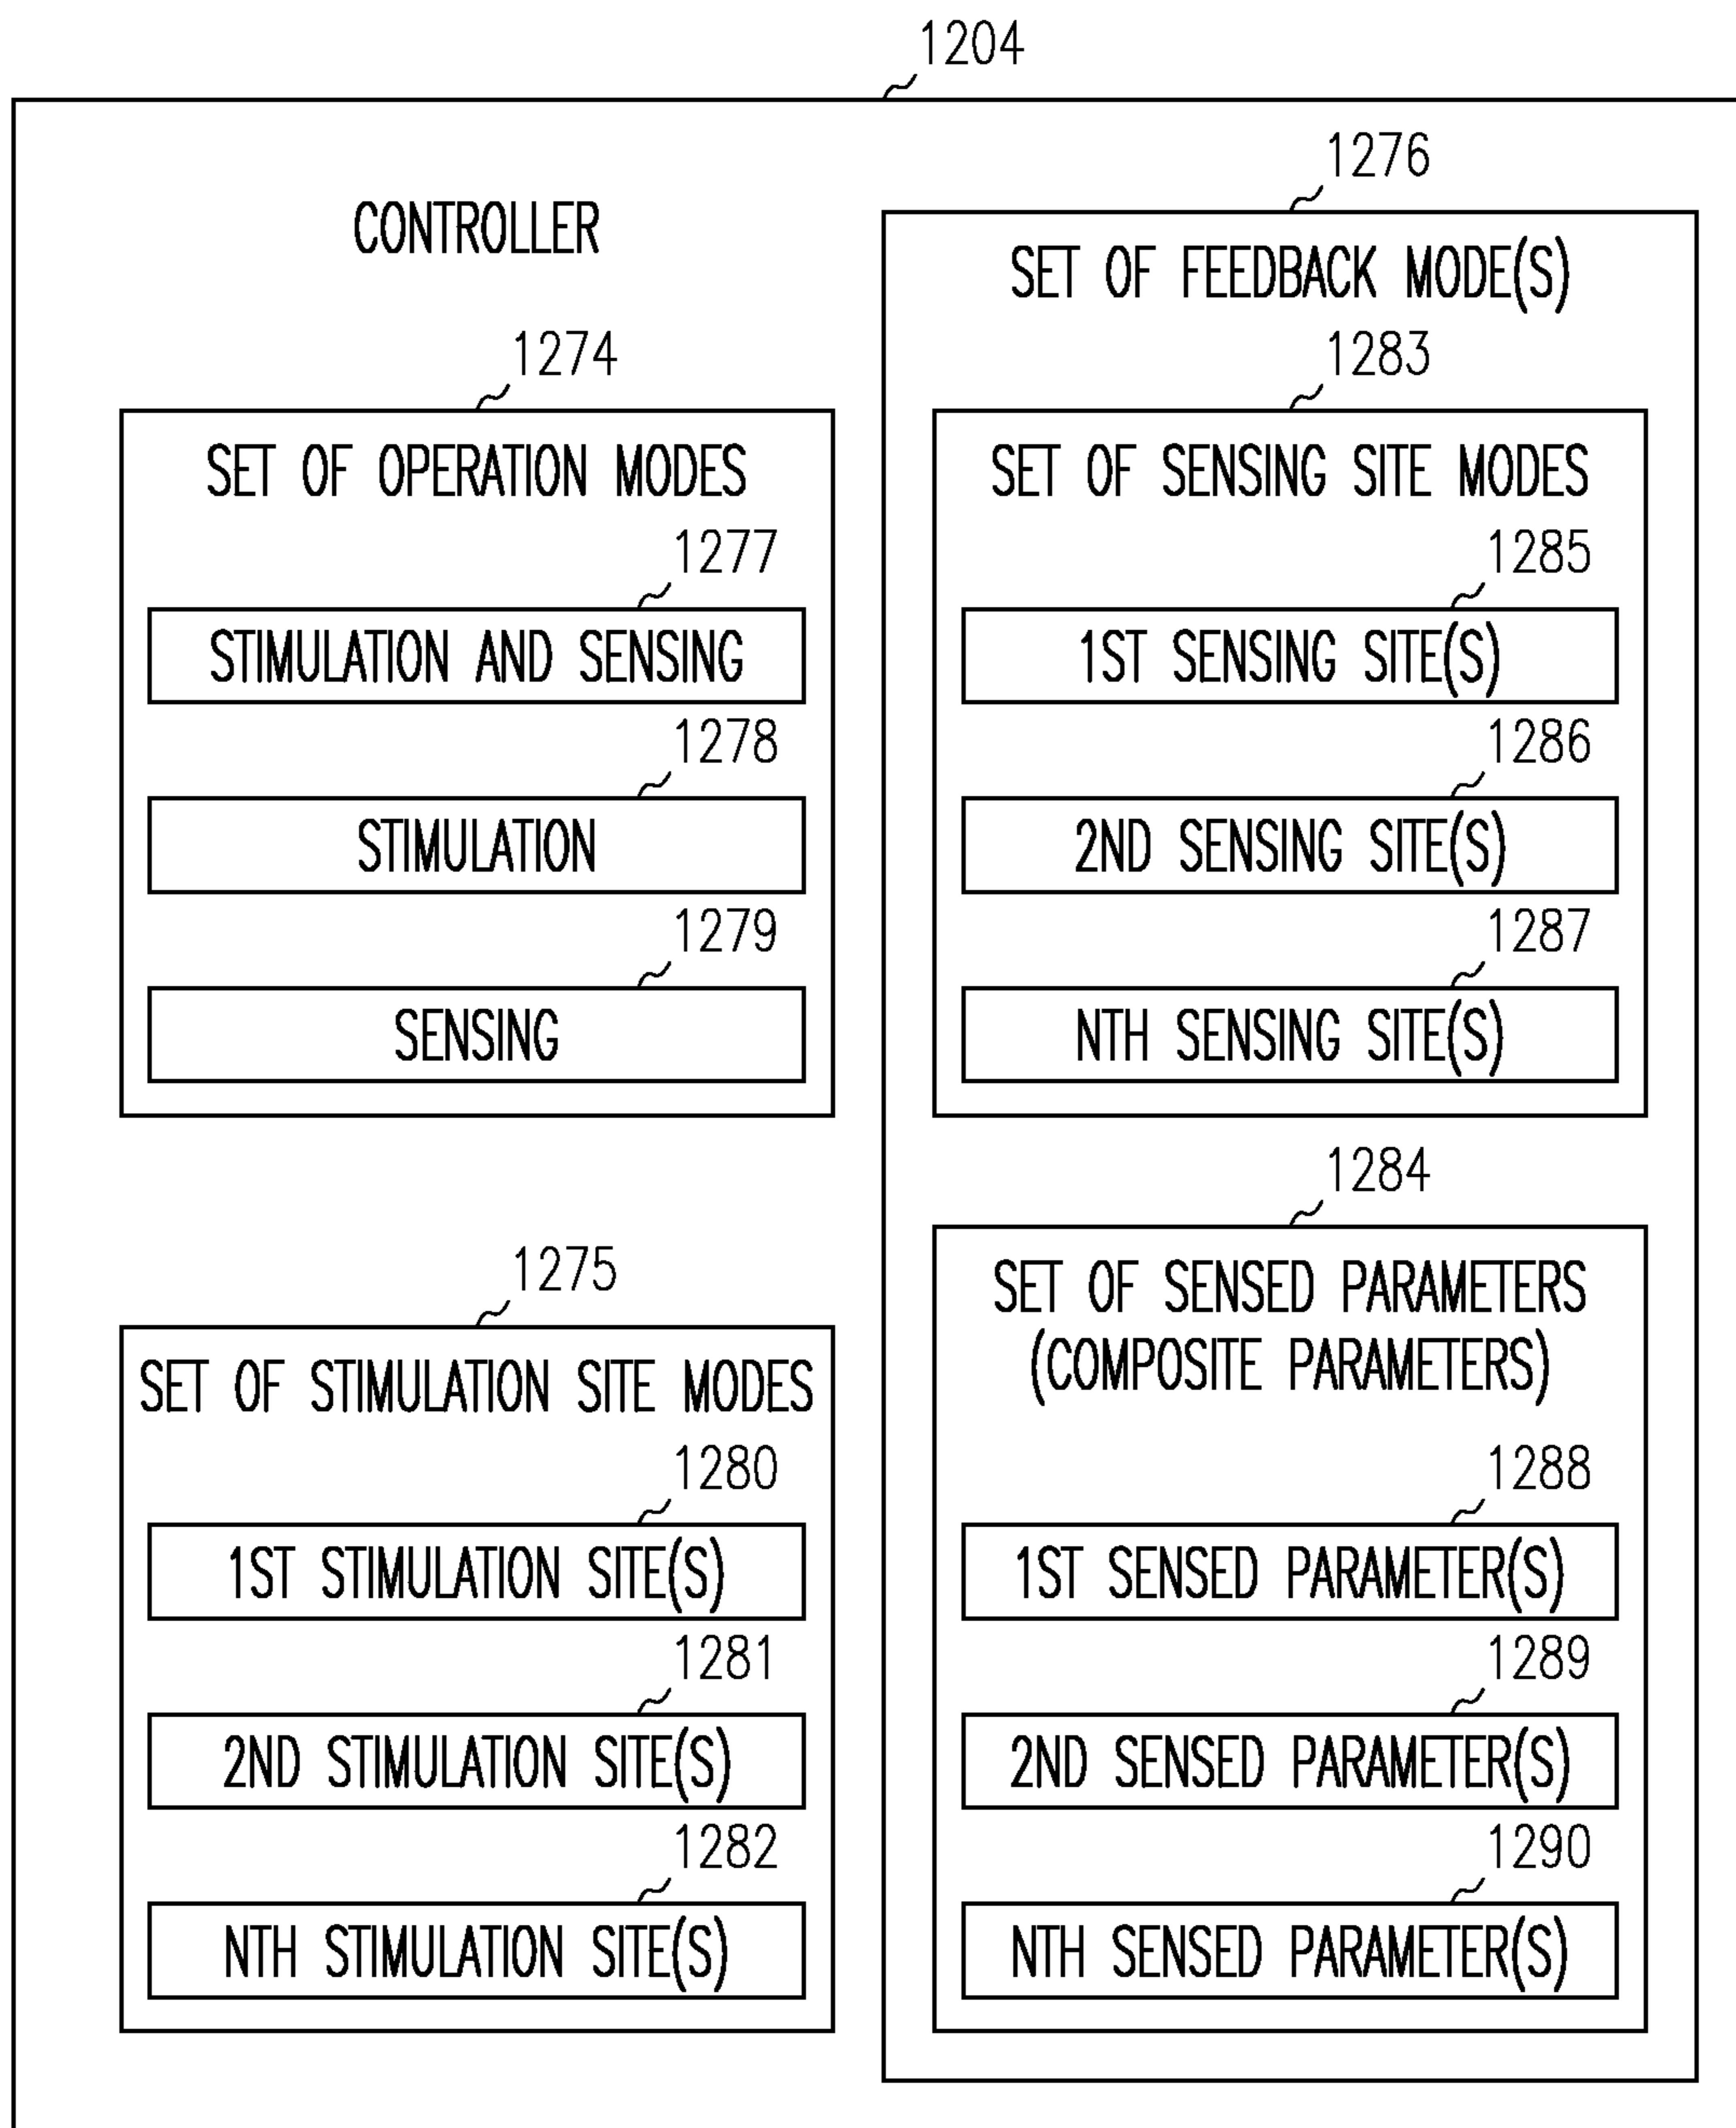 1204
CONTROLLER
1274
SET OF OPERATION MODES
1277
STIMULATION AND SENSING
1278
STIMULATION
1279
SENSING
1275
SET OF STIMULATION SITE MODES
1280
1ST STIMULATION SITE(S)
1281
2ND STIMULATION SITE(S)
1282
NTH STIMULATION SITE(S)
1276
SET OF FEEDBACK MODE(S)
1283
SET OF SENSING SITE MODES
1285
1ST SENSING SITE(S)
1286
2ND SENSING SITE(S)
1287
NTH SENSING SITE(S)
1284
SET OF SENSED PARAMETERS
(COMPOSITE PARAMETERS)
1288
1ST SENSED PARAMETER(S)
1289
2ND SENSED PARAMETER(S)
1290
NTH SENSED PARAMETER(S)